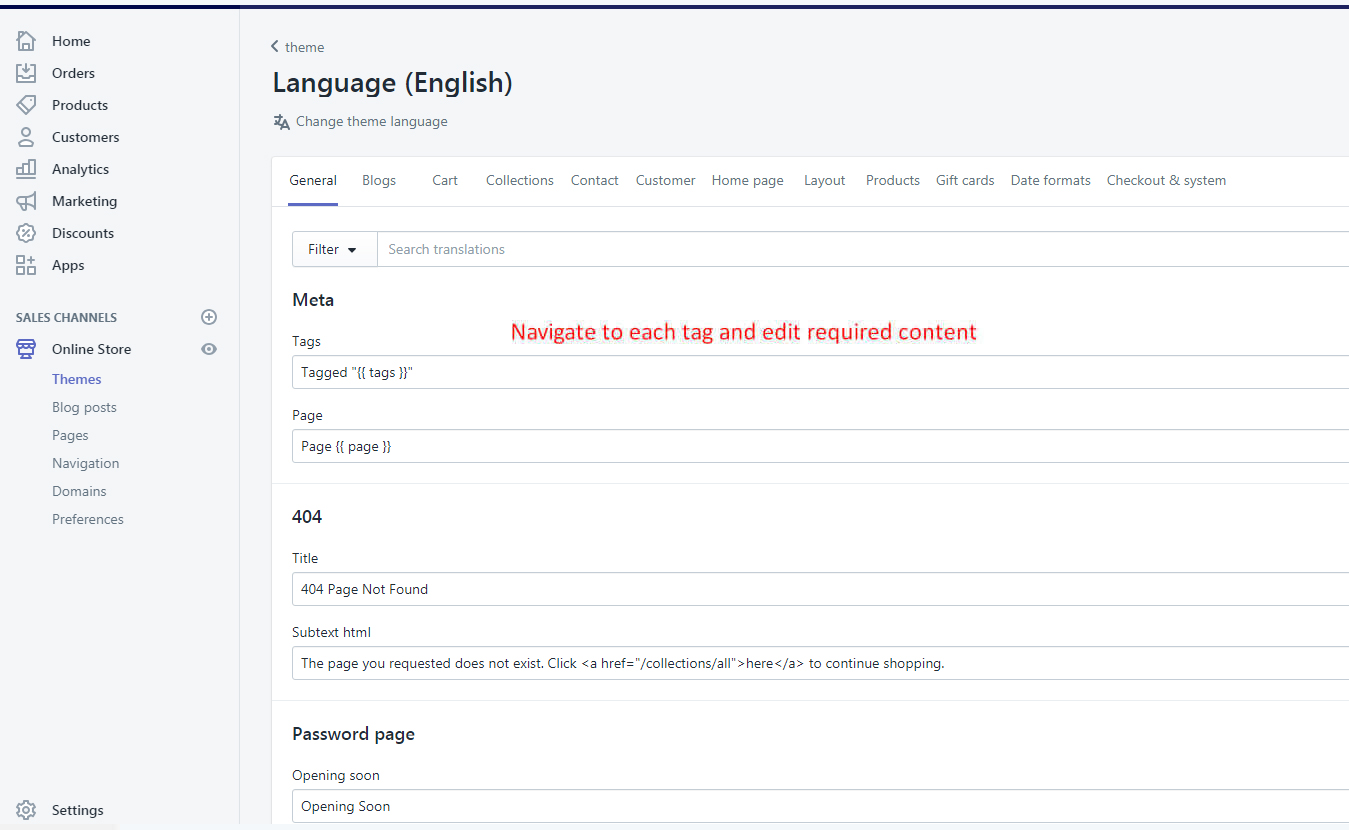 Home
Orders
Products
Customers
Analytics
Marketing
Discounts
Apps
SALES CHANNELS
Online Store
Themes
Blog posts
Pages
Navigation
Domains
Preferences
Settings
theme
Language (English)
Change theme language
General Blogs Cart Collections Contact Customer Home page Layout Products Gift cards Date formats Checkout & system
Filter Search translations
Meta
Navigate to each tag and edit required content
Tags
Tagged "{{ tags }}"
Page
Page {{ page }}
404
Title
404 Page Not Found
Subtext html
The page you requested does not exist. Click <a href="/collections/all">here</a> to continue shopping.
Password page
Opening soon
Opening Soon